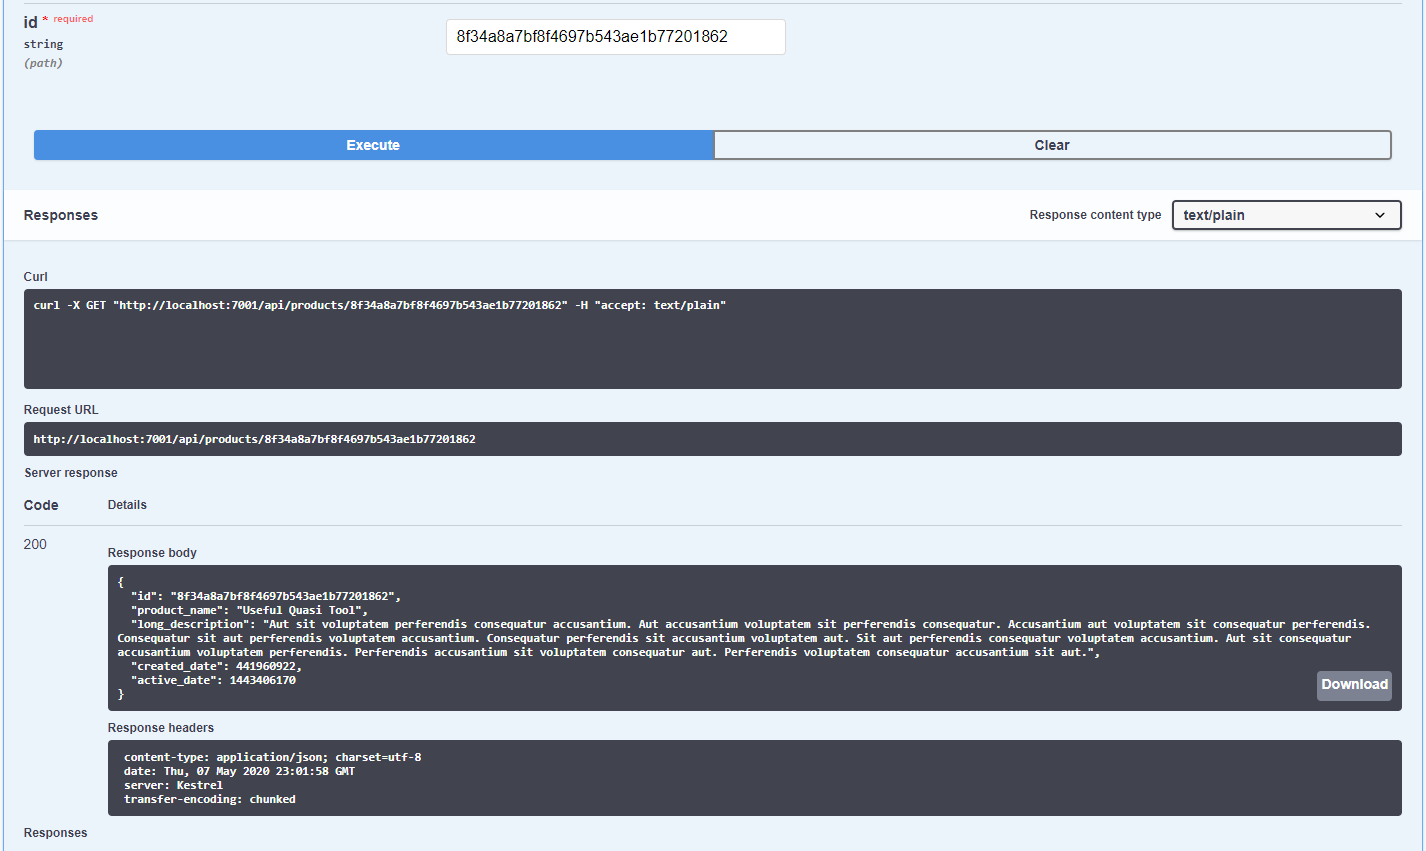 id * required
string
(path)
8f34a8a7bf8f4697b543ae1b77201862
Execute
Clear
Responses
Response content type
text/plain
Curl
curl -X GET "http://localhost:7001/api/products/8f34a8a7bf8f4697b543ae1b77201862" -H "accept: text/plain"
Request URL
http://localhost:7001/api/products/8f34a8a7bf8f4697b543ae1b77201862
Server response
Code Details
200
Response body
{
"id": "8f34a8a7bf8f4697b543ae1b77201862",
"product_name": "Useful Quasi Tool",
"long_description": "Aut sit voluptatem perferendis consequatur accusantium. Aut accusantium voluptatem sit perferendis consequatur. Accusantium aut voluptatem sit consequatur perferendis.
Consequatur sit aut perferendis voluptatem accusantium. Consequatur perferendis sit accusantium voluptatem aut. Sit aut perferendis consequatur voluptatem accusantium. Aut sit consequatur
accusantium voluptatem perferendis. Perferendis accusantium sit voluptatem consequatur aut. Perferendis voluptatem consequatur accusantium sit aut.",
"created_date": 441960922,
"active_date": 1443406170
}
Download
Response headers
content-type: application/json; charset=utf-8
date: Thu, 07 May 2020 23:01:58 GMT
server: Kestrel
transfer-encoding: chunked
Responses